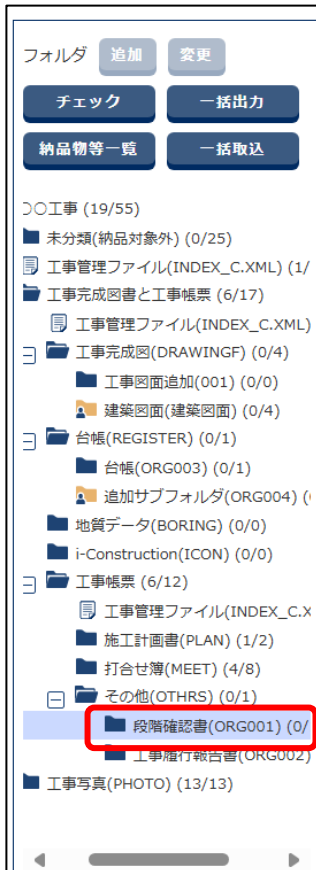 フォルダ 追加 変更
チェック 一括出力
納品物等一覧 一括取込
〇〇工事 (19/55)
未分類(納品対象外) (0/25)
工事管理ファイル(INDEX_C.XML) (1/
工事完成図書と工事帳票 (6/17)
工事管理ファイル(INDEX_C.XML)
工事完成図(DRAWINGF) (0/4)
工事図面追加(001) (0/0)
建築図面(建築図面) (0/4)
台帳(REGISTER) (0/1)
台帳(ORG003) (0/1)
追加サブフォルダ(ORG004) (
地質データ(BORING) (0/0)
i-Construction(ICON) (0/0)
工事帳票 (6/12)
工事管理ファイル(INDEX_C.X
施工計画書(PLAN) (1/2)
打合せ簿(MEET) (4/8)
その他(OTHRS) (0/1)
段階確認書(ORG001) (0/
工事履行報告書(ORG002)
工事写真(PHOTO) (13/13)